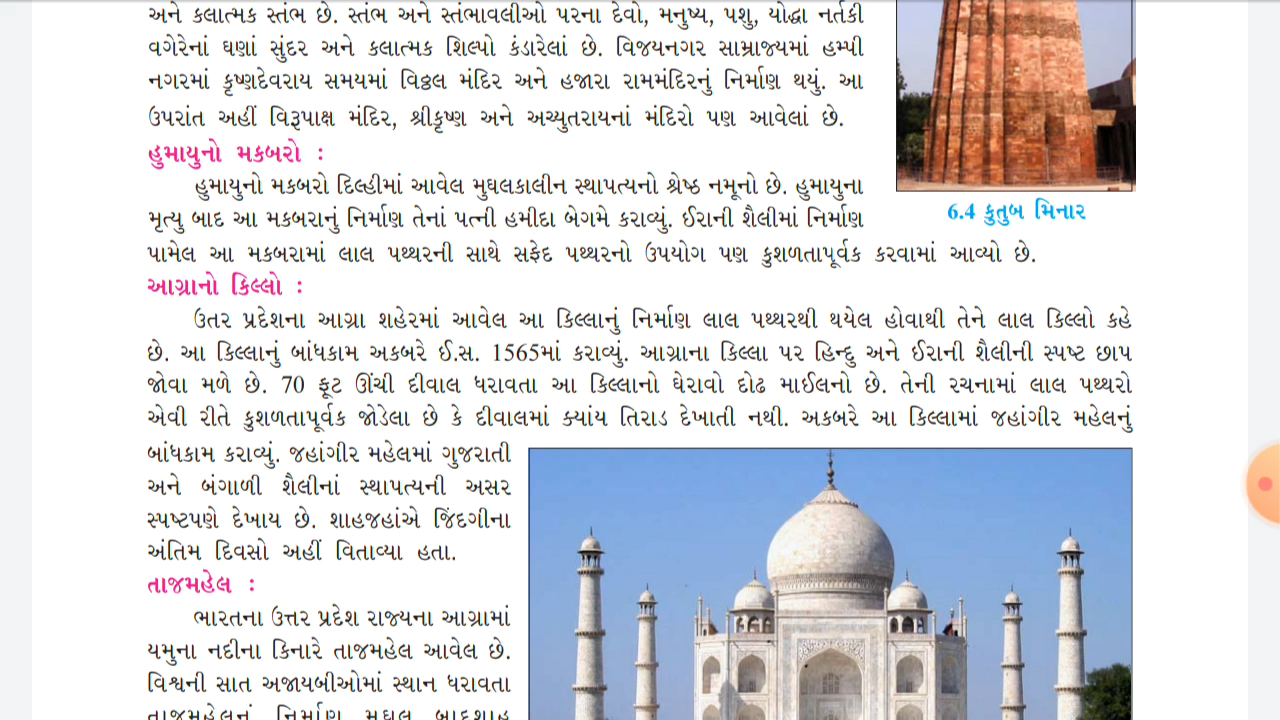 અને કલાત્મક સ્તંભ છે. સ્તંભ અને સ્તંભાવલીઓ પરના દેવો, મનુષ્ય, પશુ, યોદ્ધા નર્તકી
વગેરેનાં ઘણાં સુંદર અને કલાત્મક શિલ્પો કંડારેલાં છે. વિજયનગર સામ્રાજ્યમાં હમ્પી
નગરમાં કૃષ્ણદેવરાય સમયમાં વિઠ્ઠલ મંદિર અને હજારા રામમંદિરનું નિર્માણ થયું. આ
ઉપરાંત અહીં વિરૂપાક્ષ મંદિર, શ્રીકૃષ્ણ અને અચ્યુતરાયનાં મંદિરો પણ આવેલાં છે.
હુમાયુનો મકબરો :
હુમાયુનો મકબરો દિલ્હીમાં આવેલ મુઘલકાલીન સ્થાપત્યનો શ્રેષ્ઠ નમૂનો છે. હુમાયુના
મૃત્યુ બાદ આ મકબરાનું નિર્માણ તેનાં પત્ની હમીદા બેગમે કરાવ્યું. ઈરાની શૈલીમાં નિર્માણ
પામેલ આ મકબરામાં લાલ પથ્થરની સાથે સફેદ પથ્થરનો ઉપયોગ પણ કુશળતાપૂર્વક કરવામાં આવ્યો છે.
6.4 કુતુબ મિનાર
આગ્રાનો કિલ્લો :
ઉતર પ્રદેશના આગ્રા શહેરમાં આવેલ આ કિલ્લાનું નિર્માણ લાલ પથ્થરથી થયેલ હોવાથી તેને લાલ કિલ્લો કહે
છે. આ કિલ્લાનું બાંધકામ અકબરે ઈ.સ. 1565માં કરાવ્યું. આગ્રાના કિલ્લા પર હિન્દુ અને ઈરાની શૈલીની સ્પષ્ટ છાપ
જોવા મળે છે. 70 ફૂટ ઊંચી દીવાલ ધરાવતા આ કિલ્લાનો ઘેરાવો દોઢ માઈલનો છે. તેની રચનામાં લાલ પથ્થરો
એવી રીતે કુશળતાપૂર્વક જોડેલા છે કે દીવાલમાં ક્યાંય તિરાડ દેખાતી નથી. અકબરે આ કિલ્લામાં જહાંગીર મહેલનું
બાંધકામ કરાવ્યું. જહાંગીર મહેલમાં ગુજરાતી
અને બંગાળી શૈલીનાં સ્થાપત્યની અસર
સ્પષ્ટપણે દેખાય છે. શાહજહાંએ જિંદગીના
અંતિમ દિવસો અહીં વિતાવ્યા હતા.
તાજમહેલ :
ભારતના ઉત્તર પ્રદેશ રાજ્યના આગ્રામાં
યમુના નદીના કિનારે તાજમહેલ આવેલ છે.
વિશ્વની સાત અજાયબીઓમાં સ્થાન ધરાવતા
તાજમહેલનું નિર્માણ મુઘલ બાદશાહ